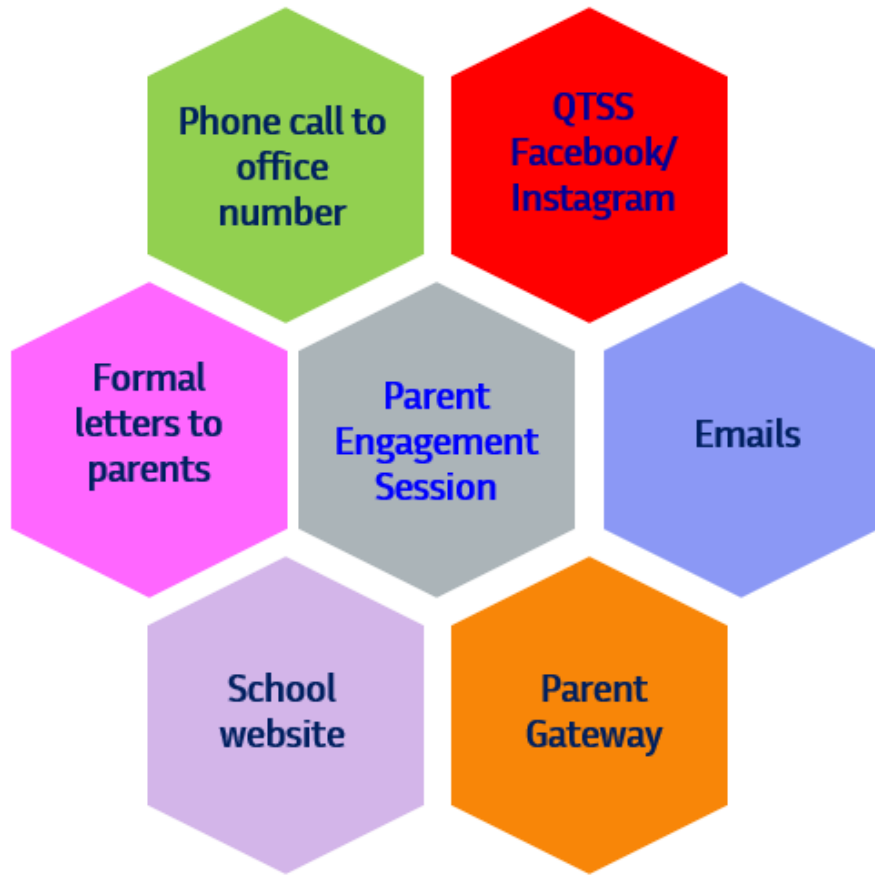 Phone call to
office
number
QTSS
Facebook/
Instagram
Formal
letters to
parents
Parent
Engagement
Session
Emails
School
website
Parent
Gateway